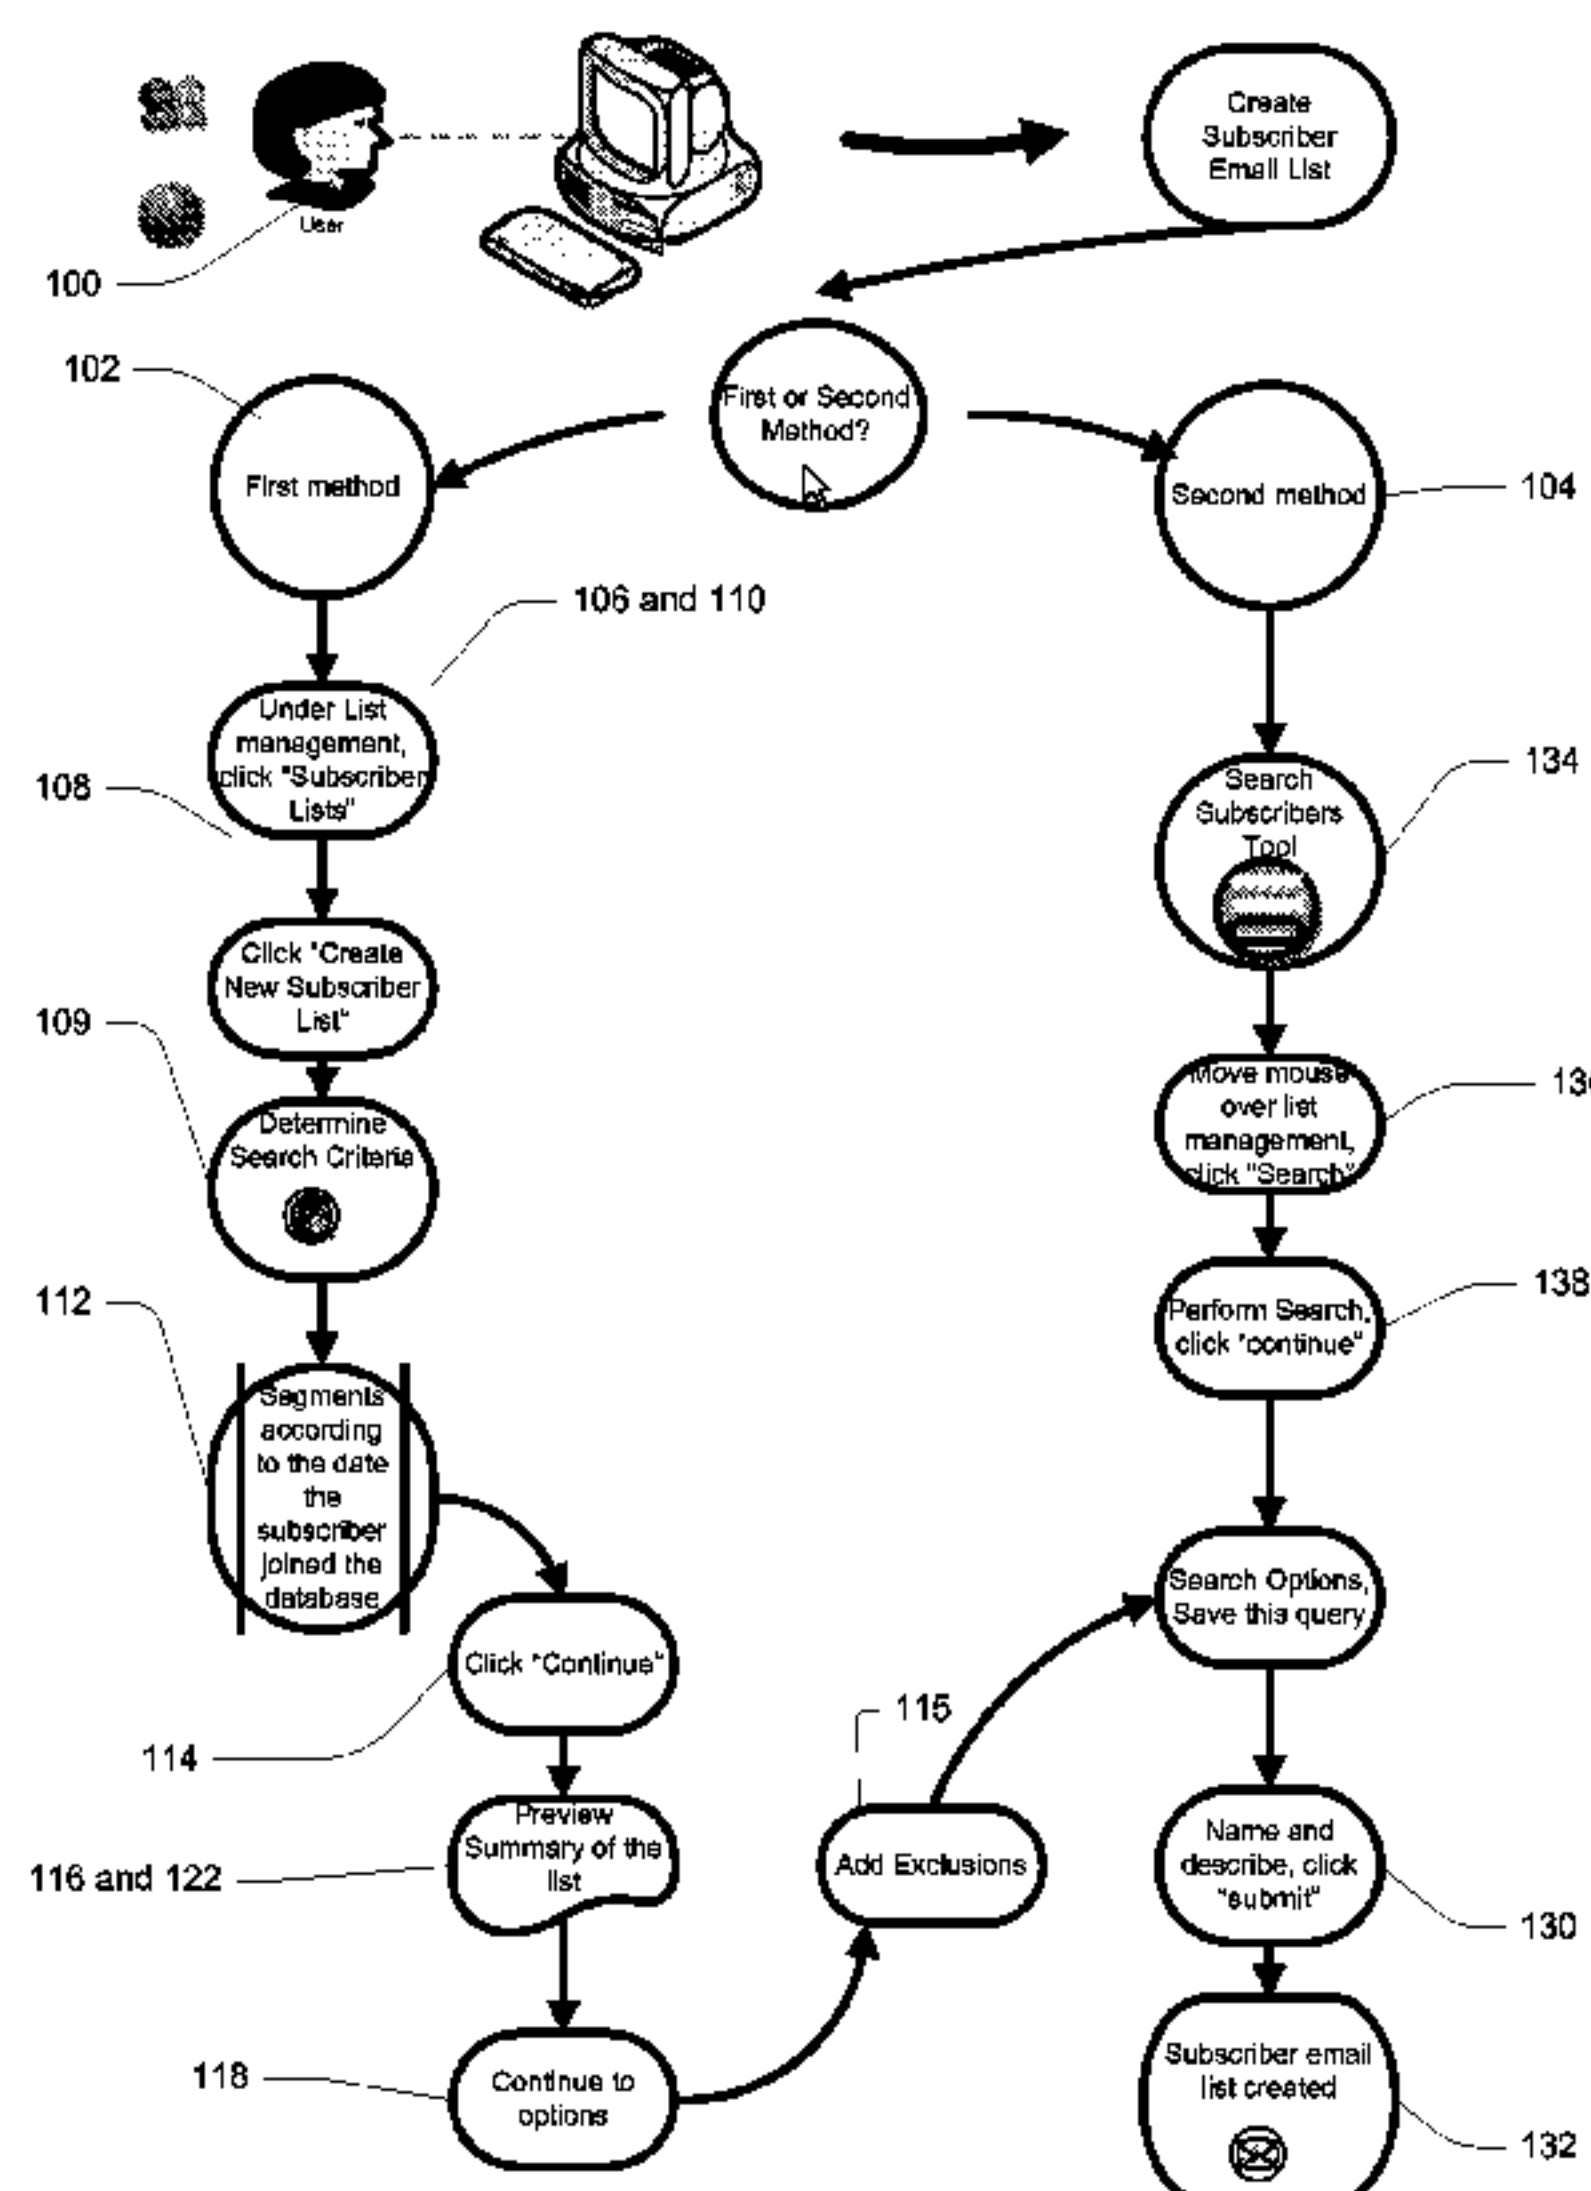 Create
Subscriber
Email List
User
100
102
First or Second
Method?
First method
Second method
104
106 and 110
Under List
management,
click "Subscriber
Lists"
108
Search
Subscribers
Tool
134
Click "Create
New Subscriber
List"
109
Determine
Search Criteria
Move mouse
over list
management,
click "Search"
112
Perform Search,
click "continue"
138
Segments
according
to the date
the
subscriber
joined the
database
Search Options,
Save this query
Click "Continue"
114
115
Preview
Summary of the
list
116 and 122
Add Exclusions
Name and
describe, click
"submit"
130
Continue to
options
118
Subscriber email
list created
132